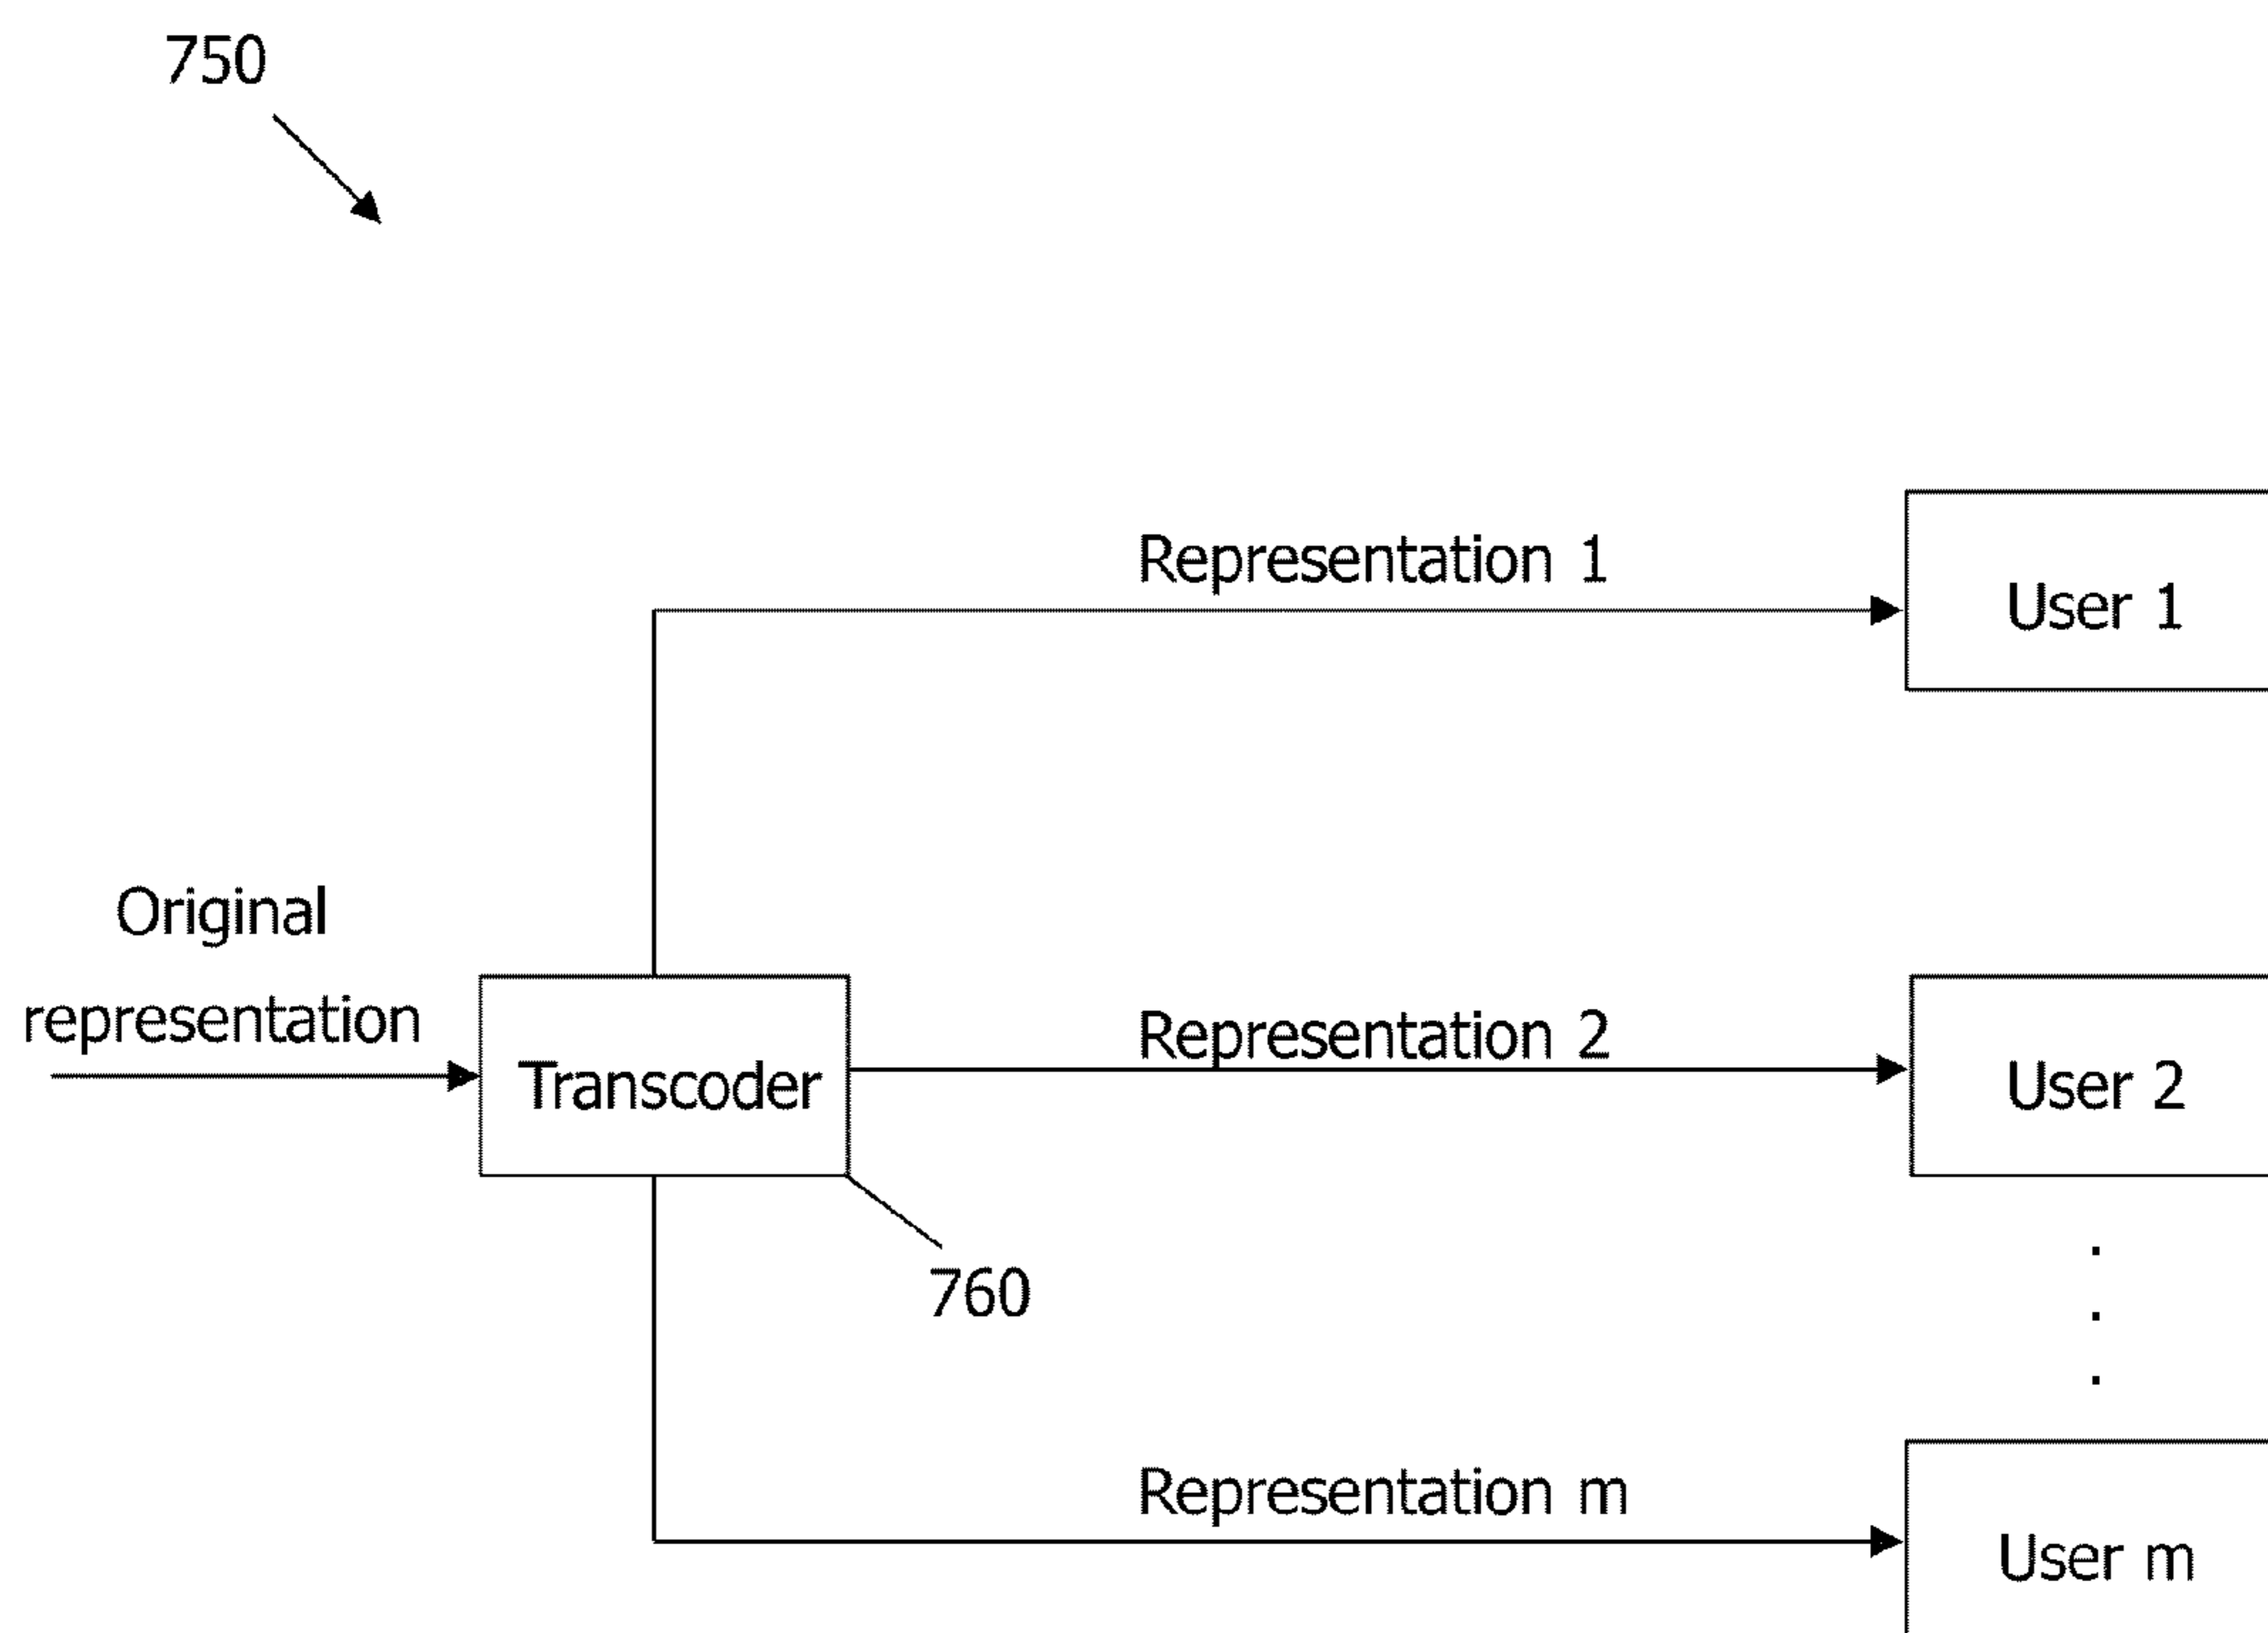 750
Representation 1
User 1
Original
representation
Transcoder
Representation 2
User 2
760
Representation m
User m